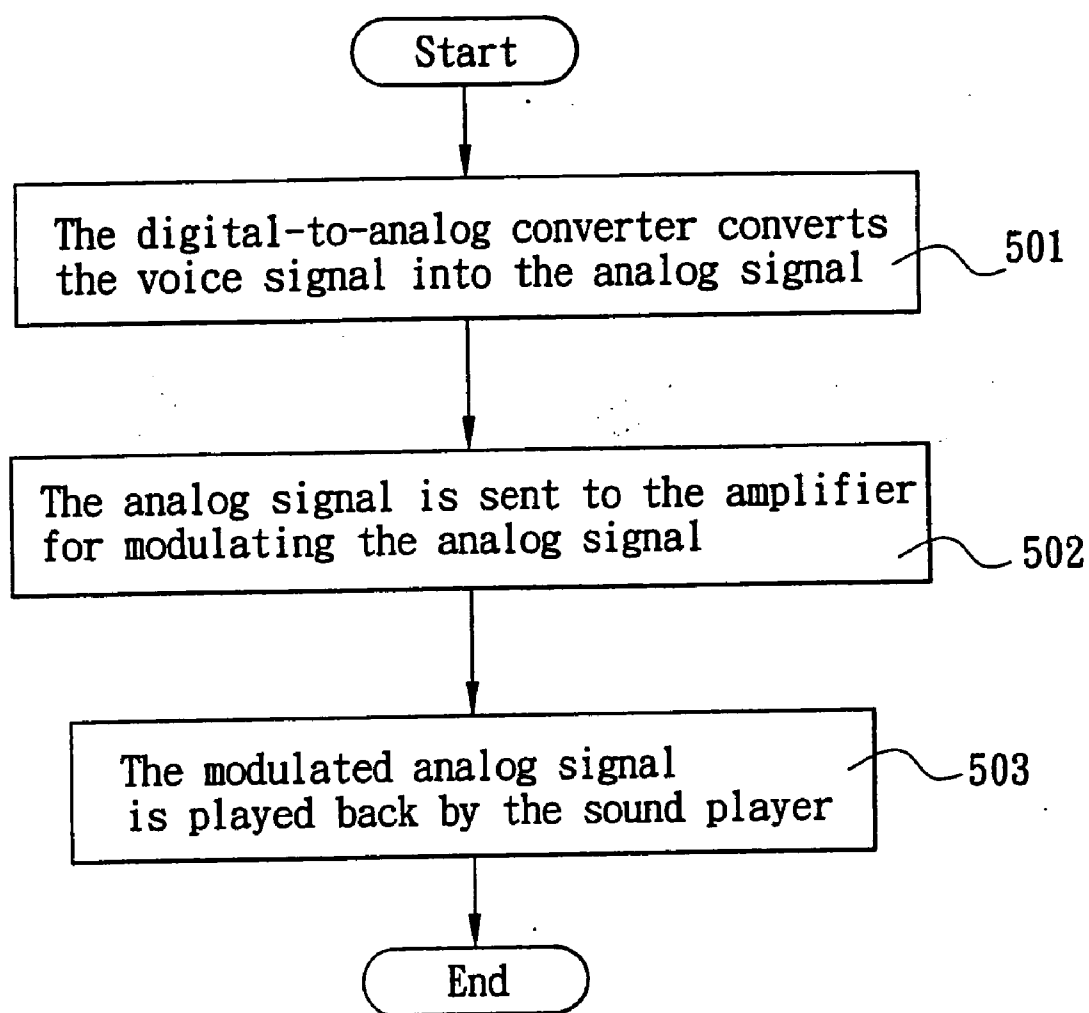 Start
The digital-to-analog converter converts
the voice signal into the analog signal
501
The analog signal is sent to the amplifier
for modulating the analog signal
502
The modulated analog signal
is played back by the sound player
503
End